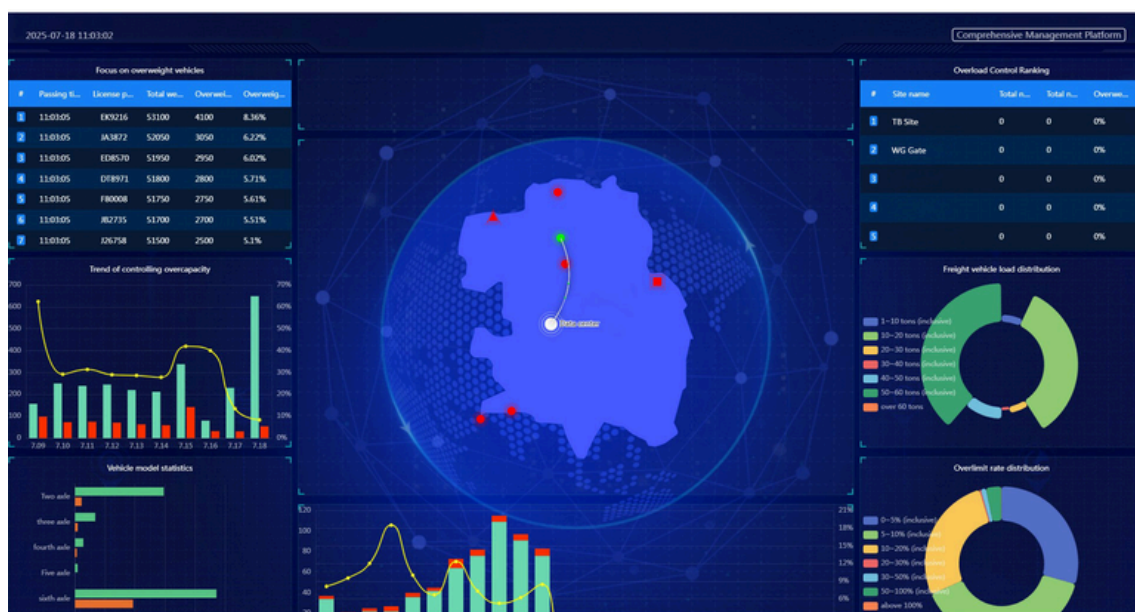 2025-07-18 11:03:02
Comprehensive Management Platform
Focus on overweight vehicles
# Passing ti... License p... Total we... Overwei... Overweig...
1 11:03:05 EK9216 53100 4100 8.36%
2 11:03:05 JA3872 52050 3050 6.22%
3 11:03:05 ED8570 51950 2950 6.02%
4 11:03:05 DT8971 51800 2800 5.71%
5 11:03:05 FB0008 51750 2750 5.61%
6 11:03:05 JB2735 51700 2700 5.51%
7 11:03:05 J26758 51500 2500 5.1%
Trend of controlling overcapacity
700 70%
600 60%
500 50%
400 40%
300 30%
200 20%
100 10%
0 0%
7.09 7.10 7.11 7.12 7.13 7.14 7.15 7.16 7.17 7.18
Vehicle model statistics
Two axle
three axle
fourth axle
Five axle
sixth axle
Data center
120 21%
100 18%
80 15%
60 12%
40 9%
20 6%
Overload Control Ranking
# Site name Total n... Total n... Overwe...
1 TB Site 0 0 0%
2 WG Gate 0 0 0%
3 0 0 0%
4 0 0 0%
5 0 0 0%
Freight vehicle load distribution
1~10 tons (inclusive)
10~20 tons (inclusive)
20~30 tons (inclusive)
30~40 tons (inclusive)
40~50 tons (inclusive)
50~60 tons (inclusive)
over 60 tons
Overlimit rate distribution
0~5% (inclusive)
5~10% (inclusive)
10~20% (inclusive)
20~30% (inclusive)
30~50% (inclusive)
50~100% (inclusive)
above 100%